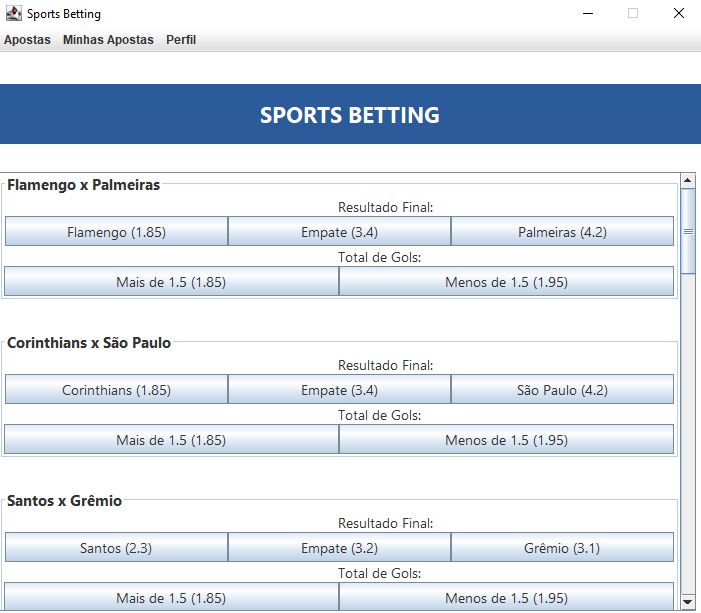 Sports Betting
Apostas Minhas Apostas Perfil
SPORTS BETTING
Flamengo x Palmeiras
Resultado Final:
Flamengo (1.85) Empate (3.4) Palmeiras (4.2)
Total de Gols:
Mais de 1.5 (1.85) Menos de 1.5 (1.95)
Corinthians x São Paulo
Resultado Final:
Corinthians (1.85) Empate (3.4) São Paulo (4.2)
Total de Gols:
Mais de 1.5 (1.85) Menos de 1.5 (1.95)
Santos x Grêmio
Resultado Final:
Santos (2.3) Empate (3.2) Grêmio (3.1)
Total de Gols:
Mais de 1.5 (1.85) Menos de 1.5 (1.95)